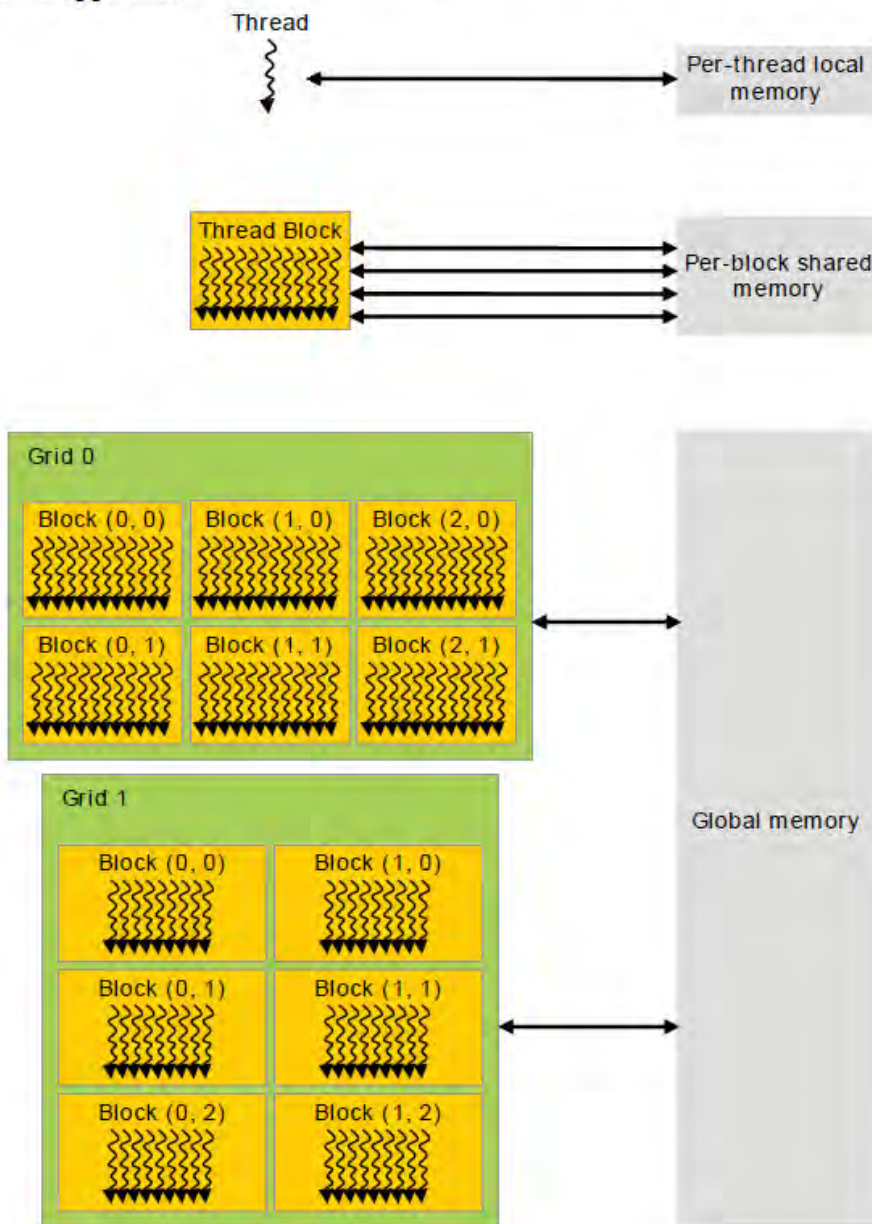 Thread
Per-thread local
memory
Thread Block
Per-block shared
memory
Grid 0
Block (0, 0) Block (1, 0) Block (2, 0)
Block (0, 1) Block (1, 1) Block (2, 1)
Grid 1
Global memory
Block (0, 0) Block (1, 0)
Block (0, 1) Block (1, 1)
Block (0, 2) Block (1, 2)